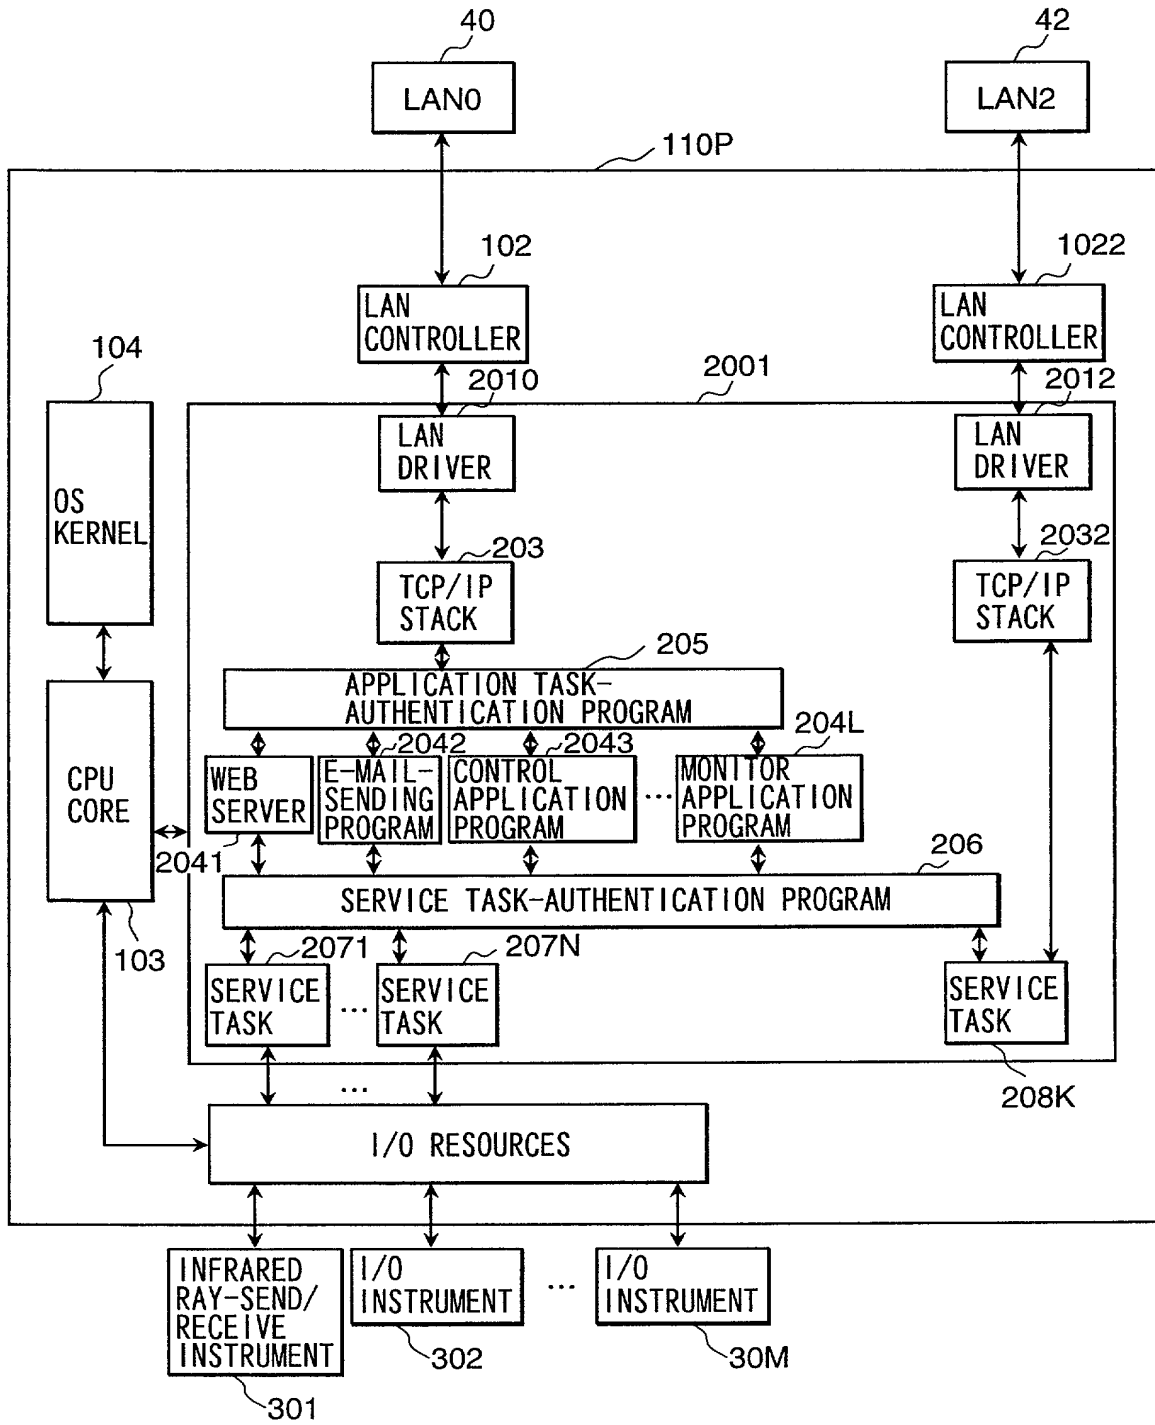 40
42
LAN0
LAN2
110P
102
1022
LAN
CONTROLLER
LAN
CONTROLLER
104
2010
2001
2012
LAN
DRIVER
LAN
DRIVER
OS
KERNEL
203
2032
TCP/IP
STACK
TCP/IP
STACK
205
APPLICATION TASK-
AUTHENTICATION PROGRAM
2042
2043
204L
CPU
CORE
WEB
SERVER
E-MAIL-
SENDING
PROGRAM
CONTROL
APPLICATION
PROGRAM
...
MONITOR
APPLICATION
PROGRAM
2041
206
SERVICE TASK-AUTHENTICATION PROGRAM
103
2071
207N
SERVICE
TASK
...
SERVICE
TASK
SERVICE
TASK
208K
...
I/O RESOURCES
INFRARED
RAY-SEND/
RECEIVE
INSTRUMENT
I/O
INSTRUMENT
...
I/O
INSTRUMENT
301
302
30M